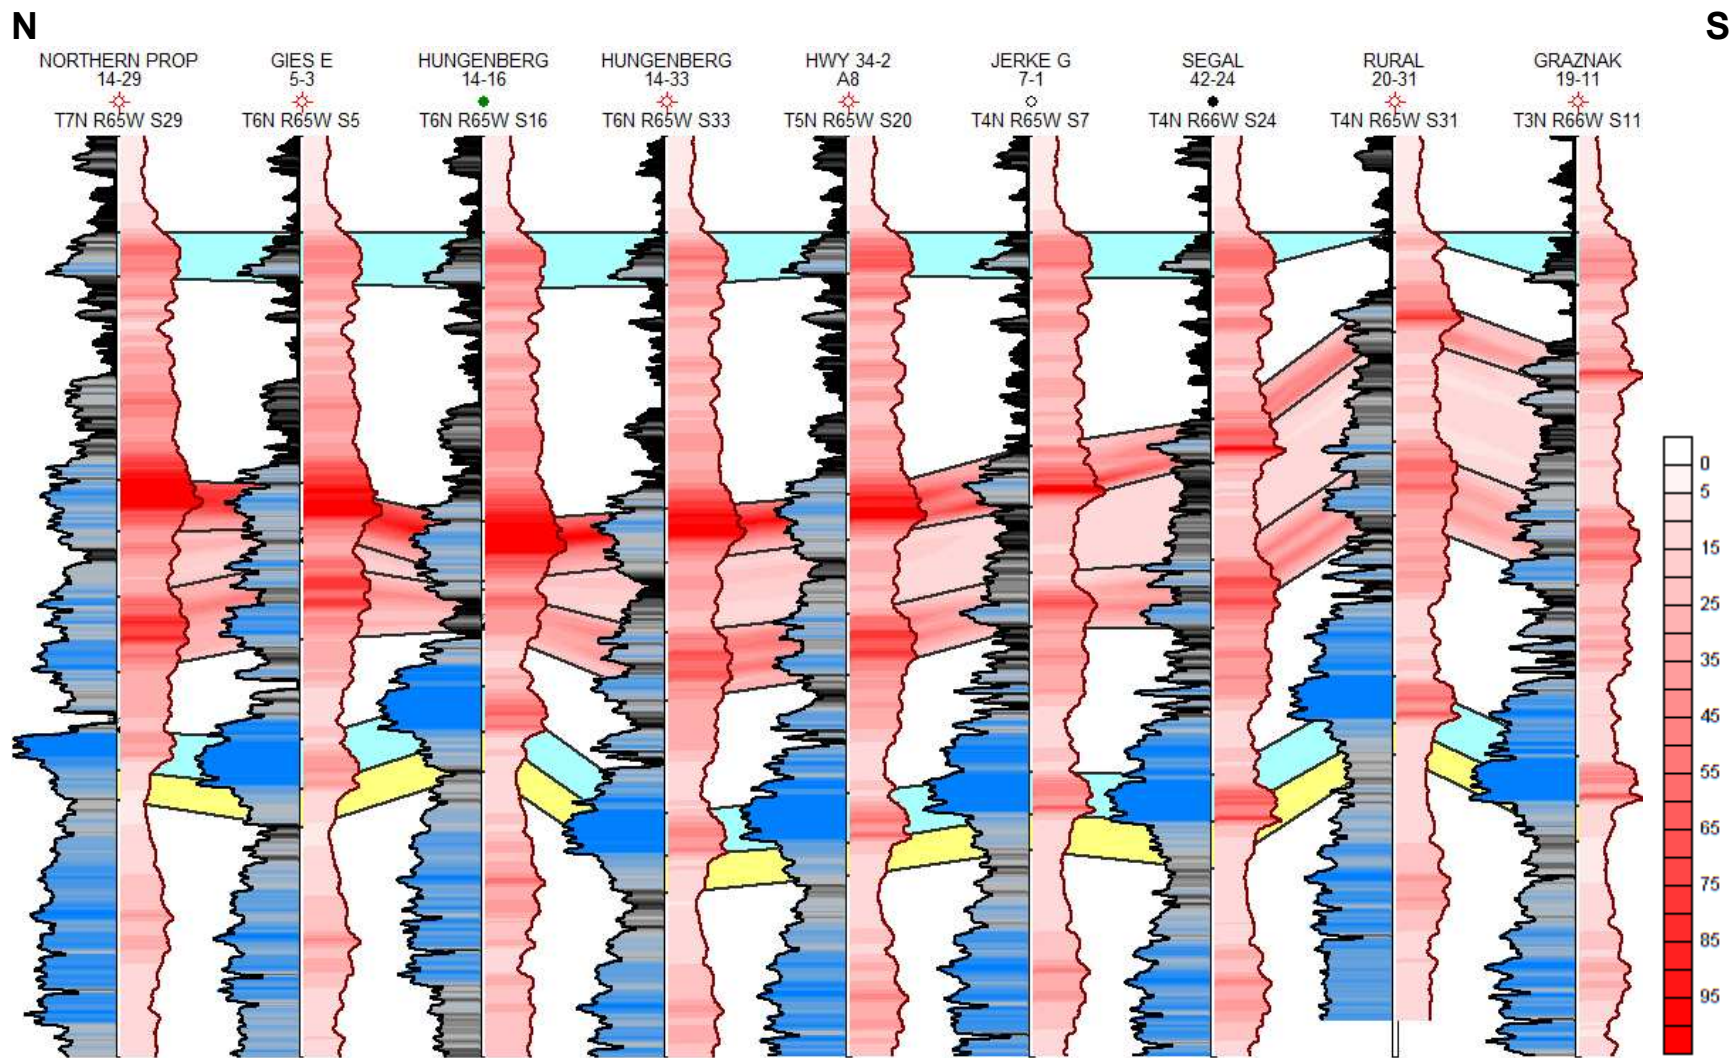 N
S
NORTHERN PROP
14-29
T7N R65W S29
GIES E
5-3
T6N R65W S5
HUNGENBERG
14-16
T6N R65W S16
HUNGENBERG
14-33
T6N R65W S33
HWY 34-2
A8
T5N R65W S20
JERKE G
7-1
T4N R65W S7
SEGAL
42-24
T4N R66W S24
RURAL
20-31
T4N R65W S31
GRAZNAK
19-11
T3N R66W S11
0
5
15
25
35
45
55
65
75
85
95